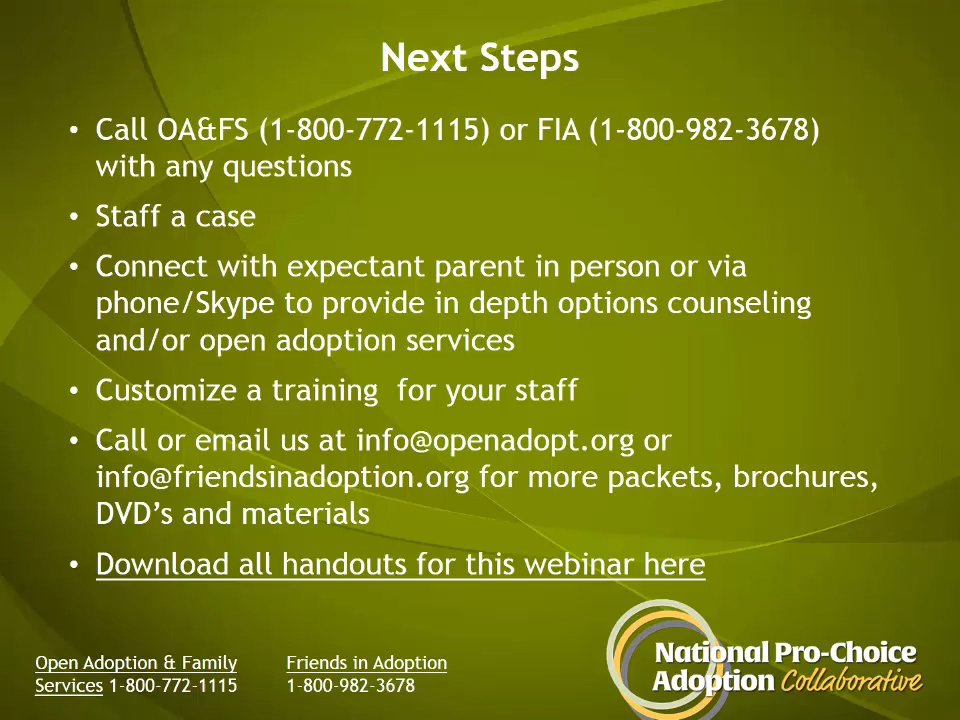 Next Steps
• Call OA&FS (1-800-772-1115) or FIA (1-800-982-3678)
with any questions
• Staff a case
• Connect with expectant parent in person or via
phone/Skype to provide in depth options counseling
and/or open adoption services
• Customize a training  for your staff
• Call or email us at info@openadopt.org or
info@friendsinadoption.org for more packets, brochures,
DVD’s and materials
• Download all handouts for this webinar here
Open Adoption & Family
Services 1-800-772-1115
Friends in Adoption
1-800-982-3678
National Pro-Choice
Adoption Collaborative